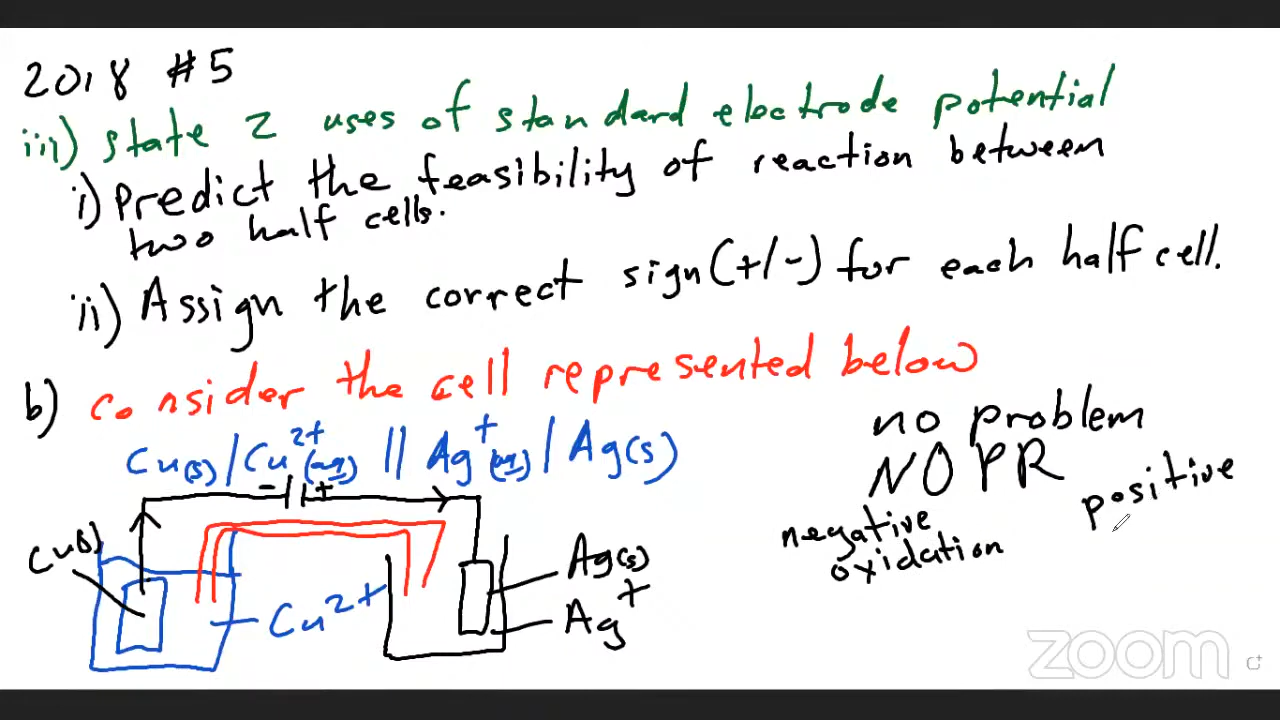 2018 #5
iii) state 2 uses of standard electrode potential
i) Predict the feasibility of reaction between
two half cells.
ii) Assign the correct sign (+/-) for each half cell.
b) consider the cell represented below
Cu(s)/Cu²⁺(aq) // Ag⁺(aq)/Ag(s)
no problem
NO PR
negative
oxidation
positive
- +
Cu(s)
Cu²⁺
Ag(s)
Ag⁺
zoom